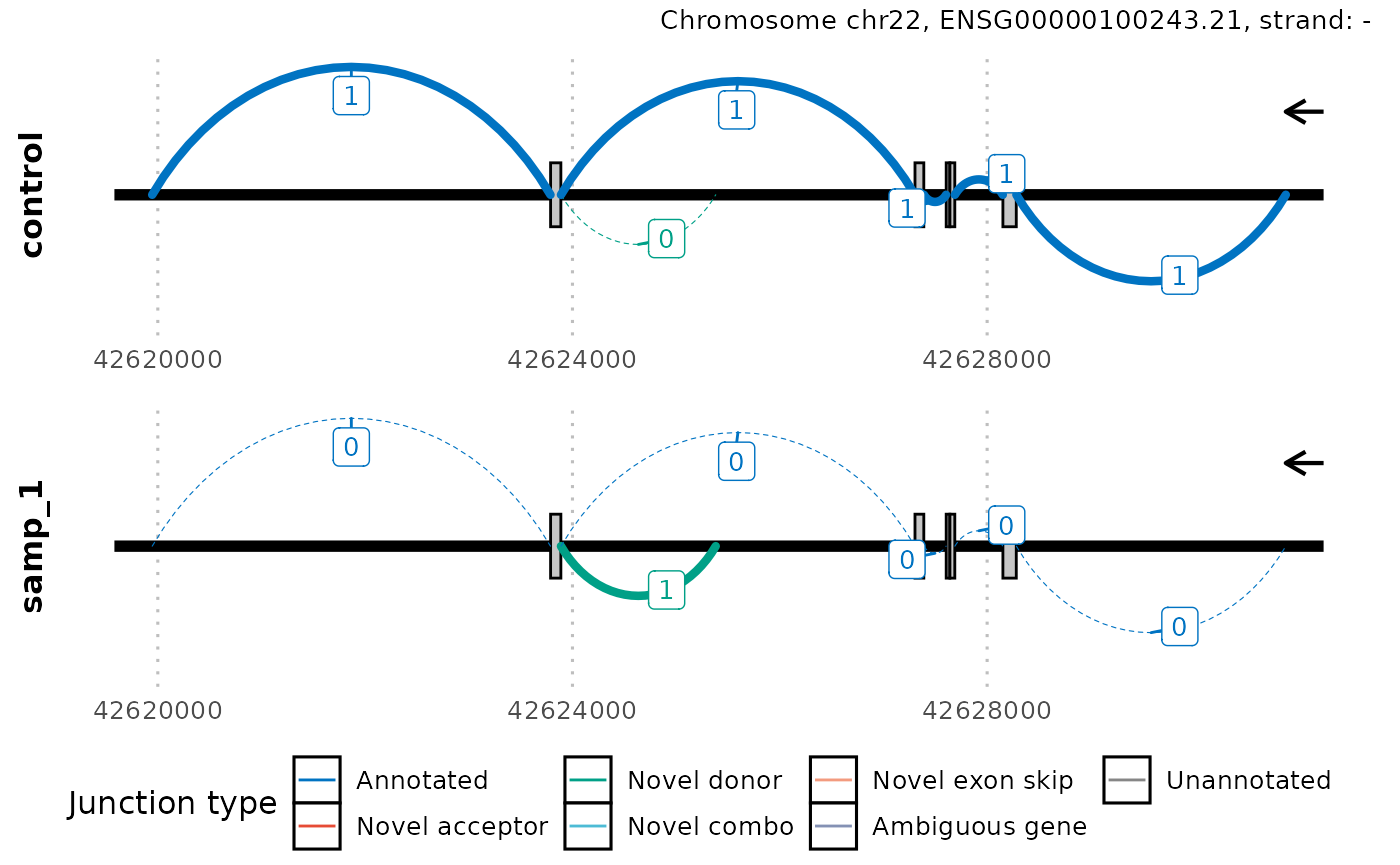 Chromosome chr22, ENSG00000100243.21, strand: -
control
1
1
1
1
0
1
42620000 42624000 42628000
samp_1
0
0
0
0
1
0
42620000 42624000 42628000
Junction type
Annotated Novel donor Novel exon skip Unannotated
Novel acceptor Novel combo Ambiguous gene